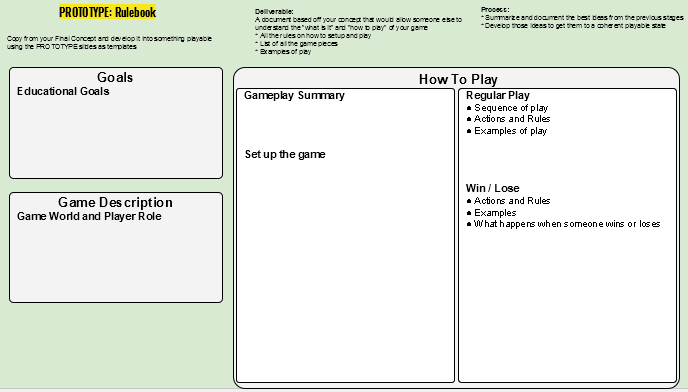 PROTOTYPE: Rulebook
Copy from your Final Concept and develop it into something playable
using the PROTOTYPE slides as templates
Deliverable:
A document based off your concept that would allow someone else to
understand the "what is it" and "how to play" of your game
* All the rules on how to setup and play
* List of all the game pieces
* Examples of play
Process:
* Summarize and document the best ideas from the previous stages
* Develop those ideas to get them to a coherent playable state
Goals
Educational Goals
Game Description
Game World and Player Role
How To Play
Gameplay Summary
Set up the game
Regular Play
● Sequence of play
● Actions and Rules
● Examples of play
Win / Lose
● Actions and Rules
● Examples
● What happens when someone wins or loses